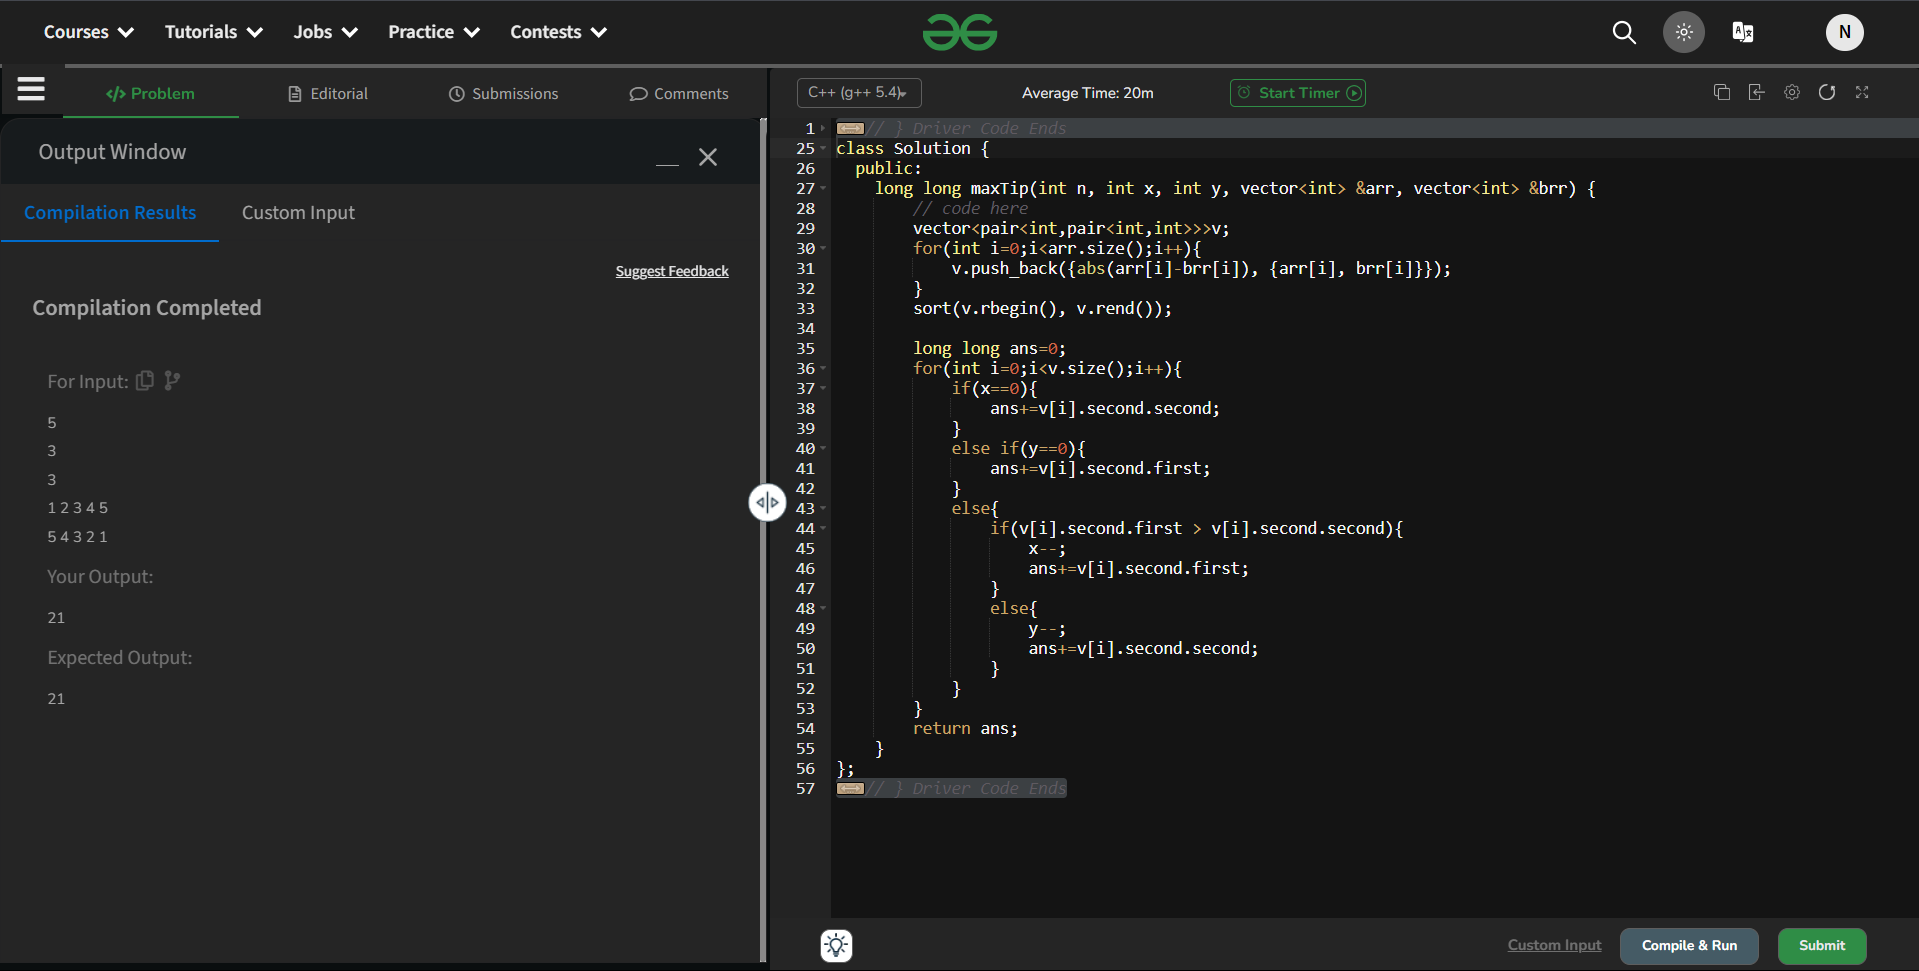 Courses Tutorials Jobs Practice Contests
N
Problem Editorial Submissions Comments
Output Window
Compilation Results Custom Input
Suggest Feedback
Compilation Completed
For Input:
5
3
3
1 2 3 4 5
5 4 3 2 1
Your Output:
21
Expected Output:
21
C++ (g++ 5.4) Average Time: 20m Start Timer
1 // } Driver Code Ends
25 class Solution {
26   public:
27     long long maxTip(int n, int x, int y, vector<int> &arr, vector<int> &brr) {
28         // code here
29         vector<pair<int,pair<int,int>>>v;
30         for(int i=0;i<arr.size();i++){
31             v.push_back({abs(arr[i]-brr[i]), {arr[i], brr[i]}});
32         }
33         sort(v.rbegin(), v.rend());
34
35         long long ans=0;
36         for(int i=0;i<v.size();i++){
37             if(x==0){
38                 ans+=v[i].second.second;
39             }
40             else if(y==0){
41                 ans+=v[i].second.first;
42             }
43             else{
44                 if(v[i].second.first > v[i].second.second){
45                     x--;
46                     ans+=v[i].second.first;
47                 }
48                 else{
49                     y--;
50                     ans+=v[i].second.second;
51                 }
52             }
53         }
54         return ans;
55     }
56 };
57 // } Driver Code Ends
Custom Input Compile & Run Submit